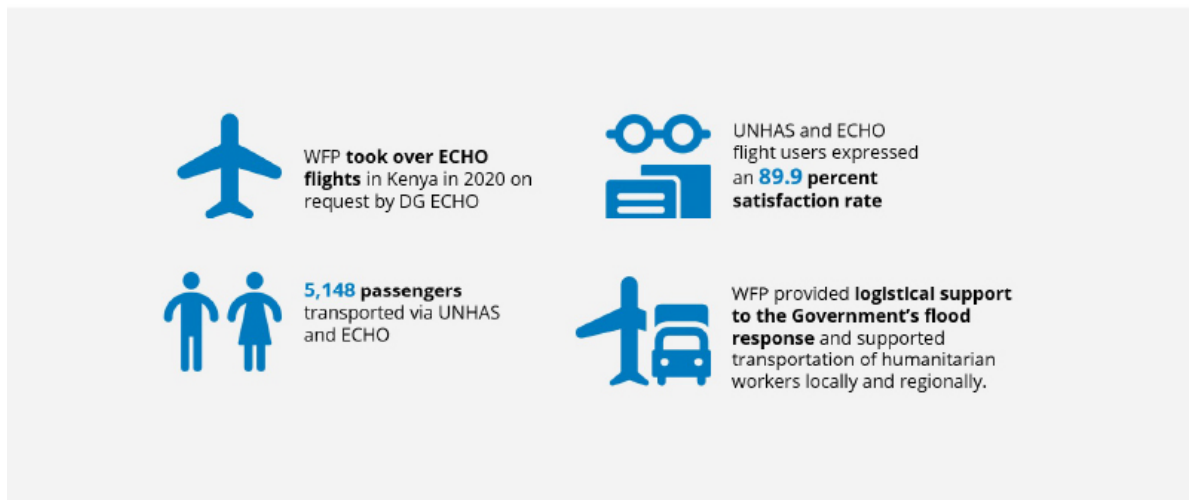 WFP took over ECHO
flights in Kenya in 2020 on
request by DG ECHO
UNHAS and ECHO
flight users expressed
an 89.9 percent
satisfaction rate
5,148 passengers
transported via UNHAS
and ECHO
WFP provided logistical support
to the Government's flood
response and supported
transportation of humanitarian
workers locally and regionally.